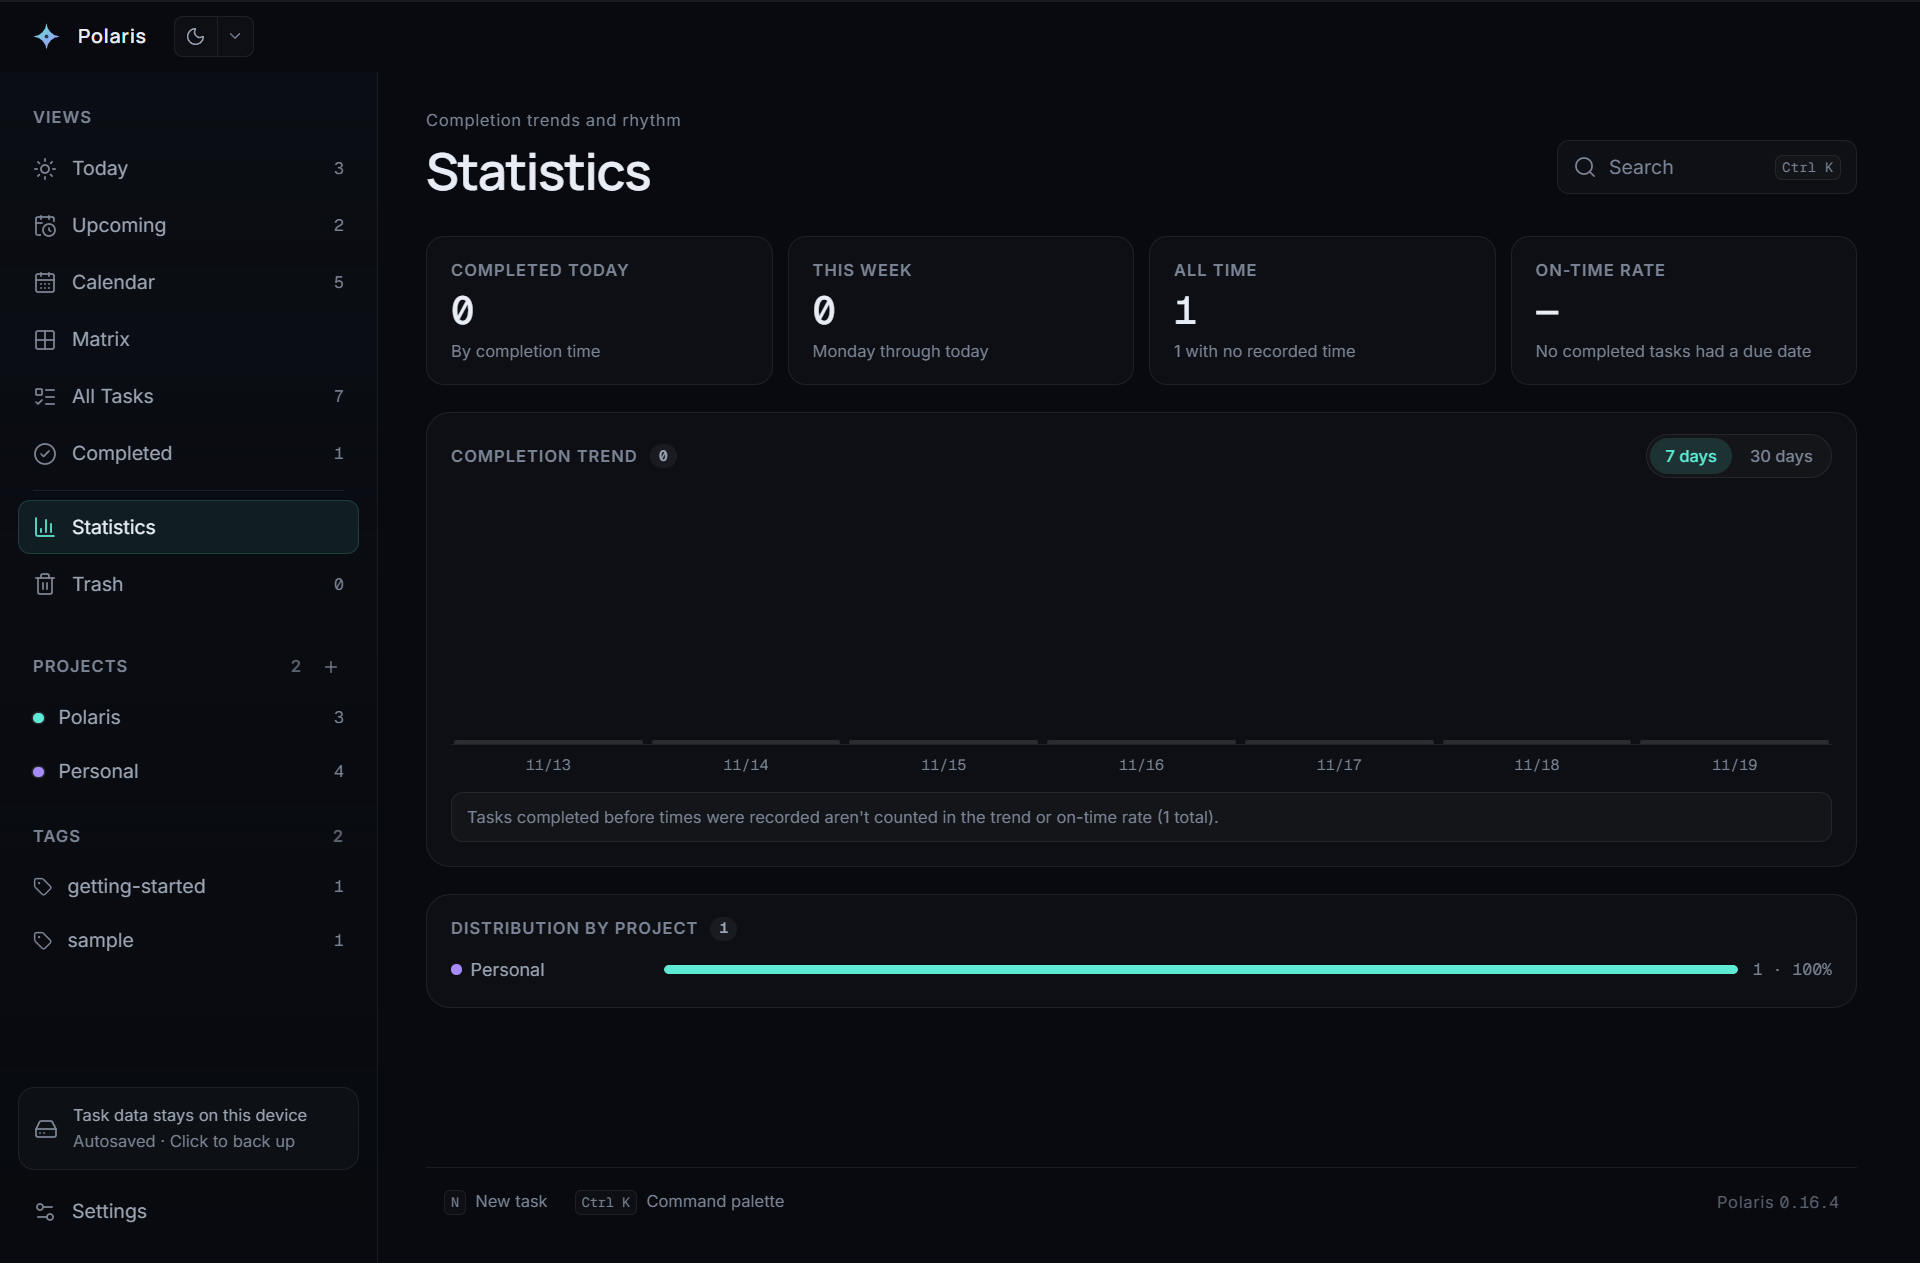 Polaris
VIEWS
Today 3
Upcoming 2
Calendar 5
Matrix
All Tasks 7
Completed 1
Statistics
Trash 0
PROJECTS 2 +
Polaris 3
Personal 4
TAGS 2
getting-started 1
sample 1
Task data stays on this device
Autosaved · Click to back up
Settings
Completion trends and rhythm
Statistics
Search Ctrl K
COMPLETED TODAY
0
By completion time
THIS WEEK
0
Monday through today
ALL TIME
1
1 with no recorded time
ON-TIME RATE
—
No completed tasks had a due date
COMPLETION TREND 0
7 days 30 days
11/13 11/14 11/15 11/16 11/17 11/18 11/19
Tasks completed before times were recorded aren't counted in the trend or on-time rate (1 total).
DISTRIBUTION BY PROJECT 1
Personal 1 · 100%
N New task Ctrl K Command palette
Polaris 0.16.4